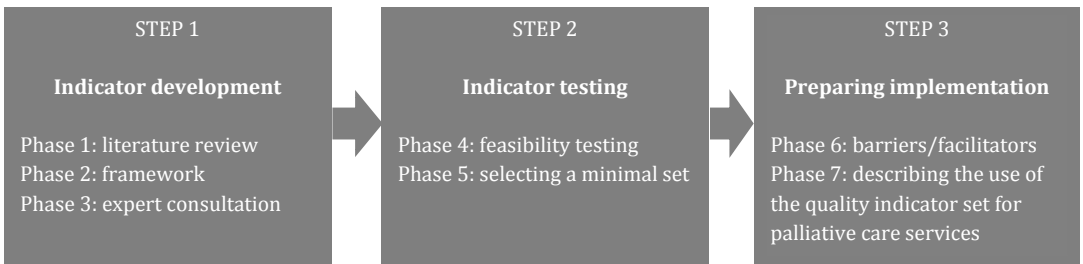 STEP 1
Indicator development
Phase 1: literature review
Phase 2: framework
Phase 3: expert consultation
STEP 2
Indicator testing
Phase 4: feasibility testing
Phase 5: selecting a minimal set
STEP 3
Preparing implementation
Phase 6: barriers/facilitators
Phase 7: describing the use of
the quality indicator set for
palliative care services